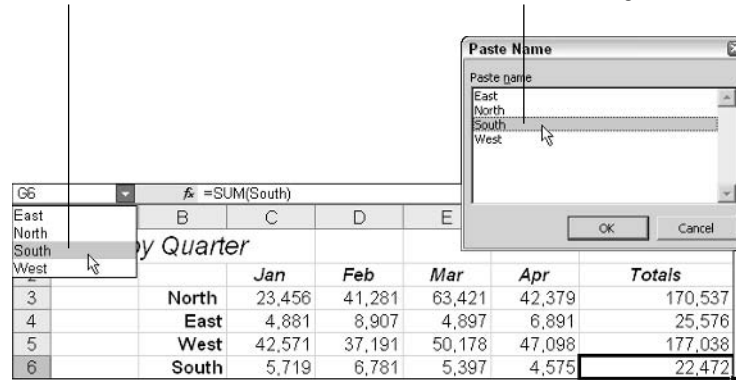 Paste Name
Paste name
East
North
South
West
OK Cancel
G6 fx =SUM(South)
East
North
South
West
B C D E
by Quarter
Jan Feb Mar Apr Totals
3 North 23,456 41,281 63,421 42,379 170,537
4 East 4,881 8,907 4,897 6,891 25,576
5 West 42,571 37,191 50,178 47,098 177,038
6 South 5,719 6,781 5,397 4,575 22,472